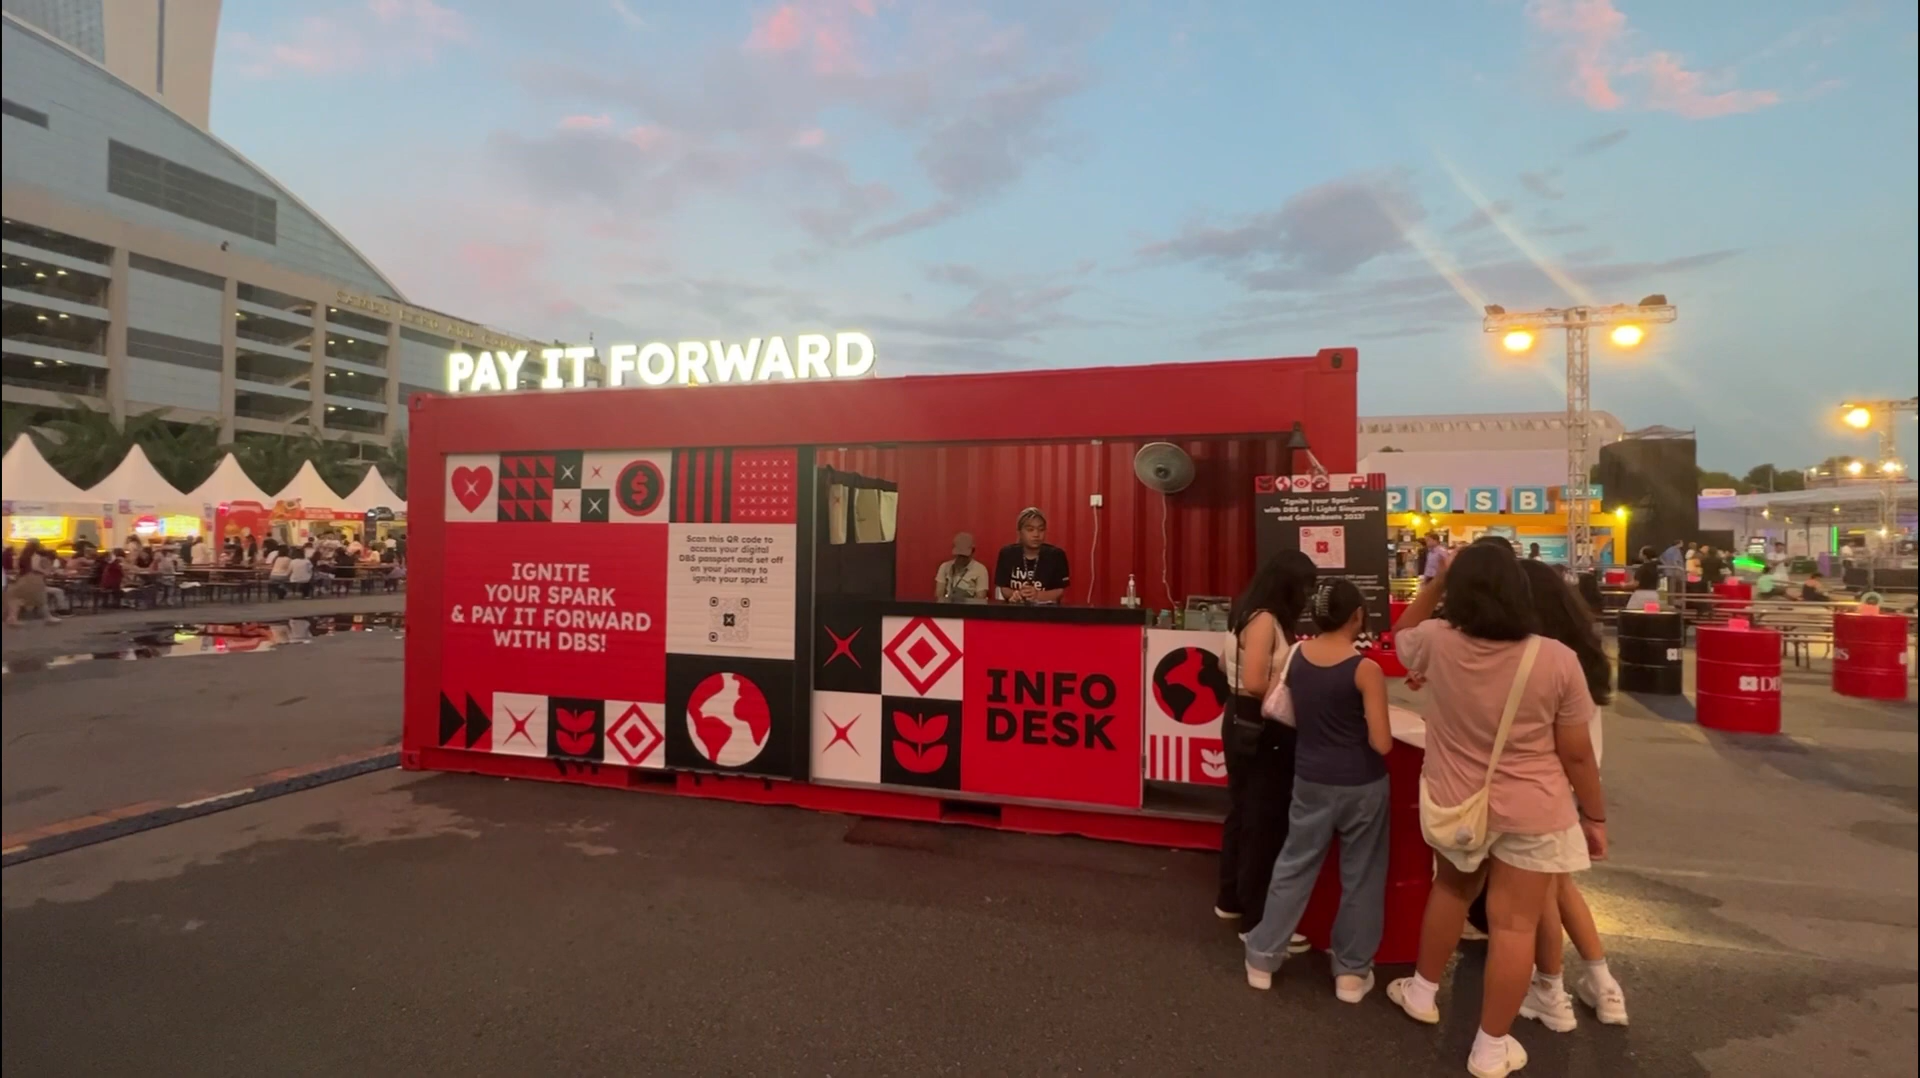 PAY IT FORWARD
IGNITE
YOUR SPARK
& PAY IT FORWARD
WITH DBS!
Scan this QR code to
access your digital
DBS passport and set off
on your journey to
ignite your spark!
INFO
DESK
Live
more
"Ignite your Spark"
with DBS at i Light Singapore
and GastroBeats 2023!
POSB